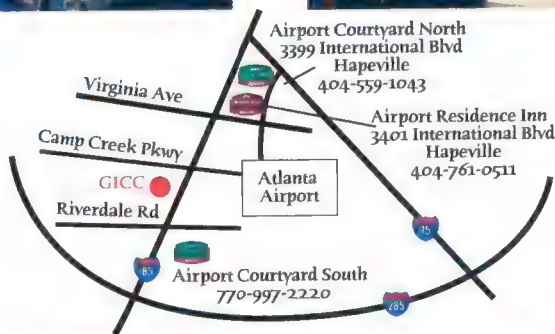 Airport Courtyard North
3399 International Blvd
Hapeville
404-559-1043
Virginia Ave
Airport Residence Inn
3401 International Blvd
Hapeville
404-761-0511
Camp Creek Pkwy
GICC
Atlanta
Airport
Riverdale Rd
75
85
Airport Courtyard South
770-997-2220
285